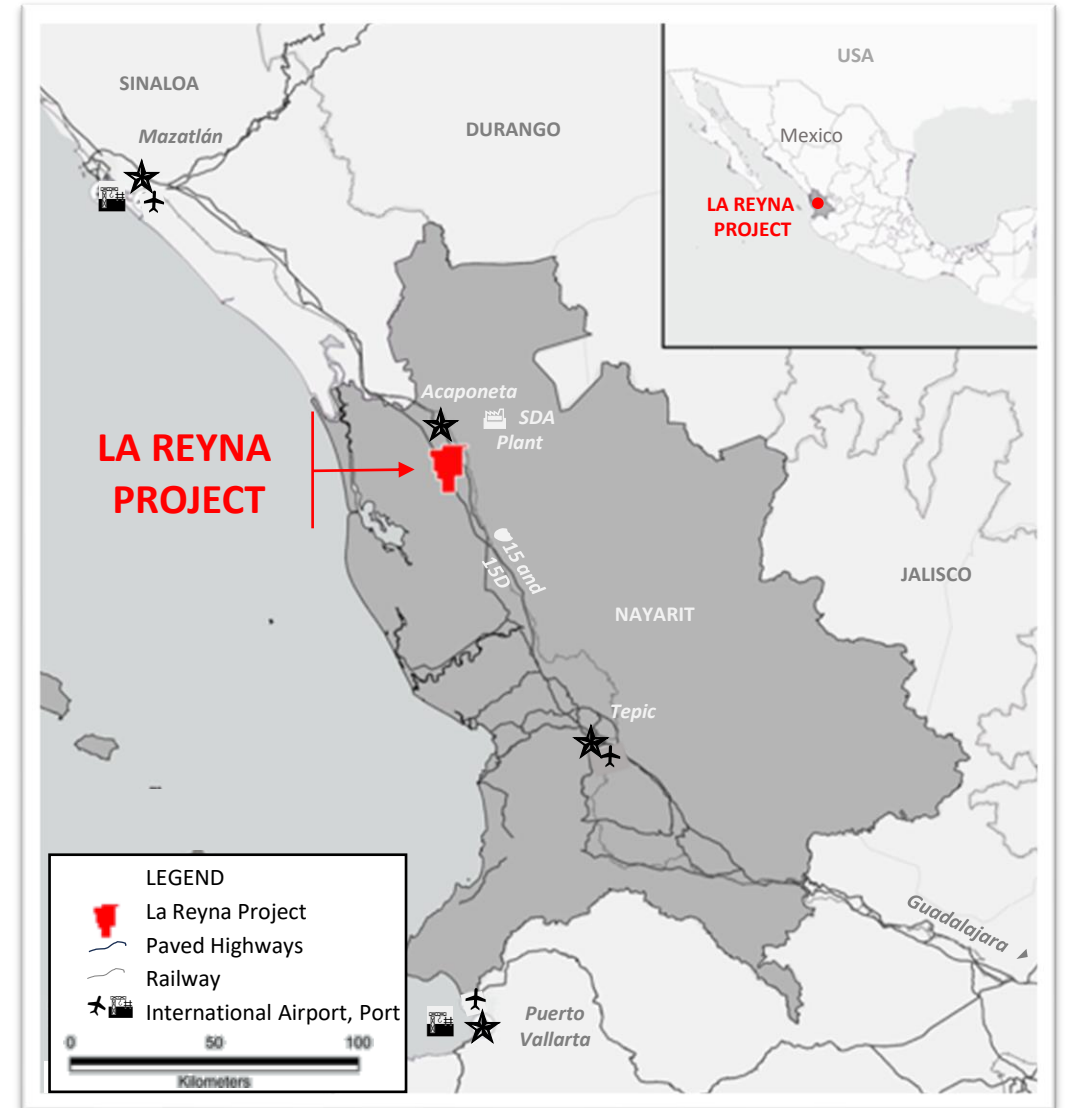 USA
SINALOA
DURANGO
Mazatlán
Mexico
LA REYNA
PROJECT
Acaponeta
SDA
Plant
LA REYNA
PROJECT
15 and
15D
JALISCO
NAYARIT
Tepic
LEGEND
La Reyna Project
Paved Highways
Railway
International Airport, Port
0 50 100
Kilometers
Guadalajara
Puerto
Vallarta